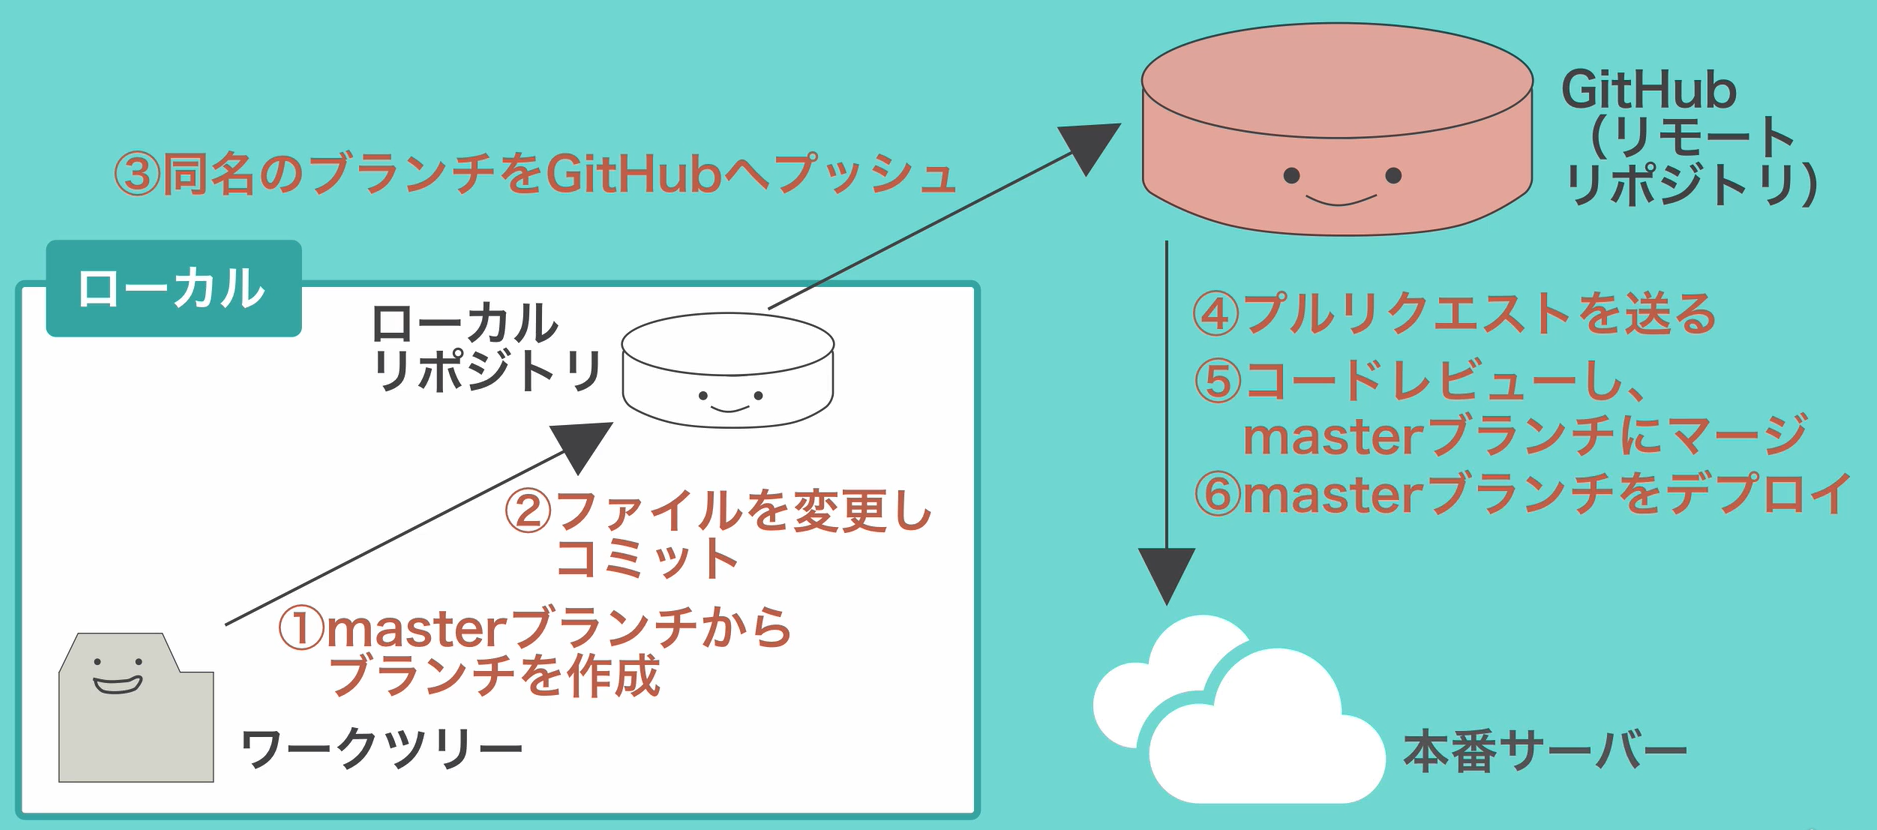 ③同名のブランチをGitHubへプッシュ
GitHub
（リモート
リポジトリ）
ローカル
ローカル
リポジトリ
②ファイルを変更し
コミット
①masterブランチから
ブランチを作成
ワークツリー
④プルリクエストを送る
⑤コードレビューし、
masterブランチにマージ
⑥masterブランチをデプロイ
本番サーバー